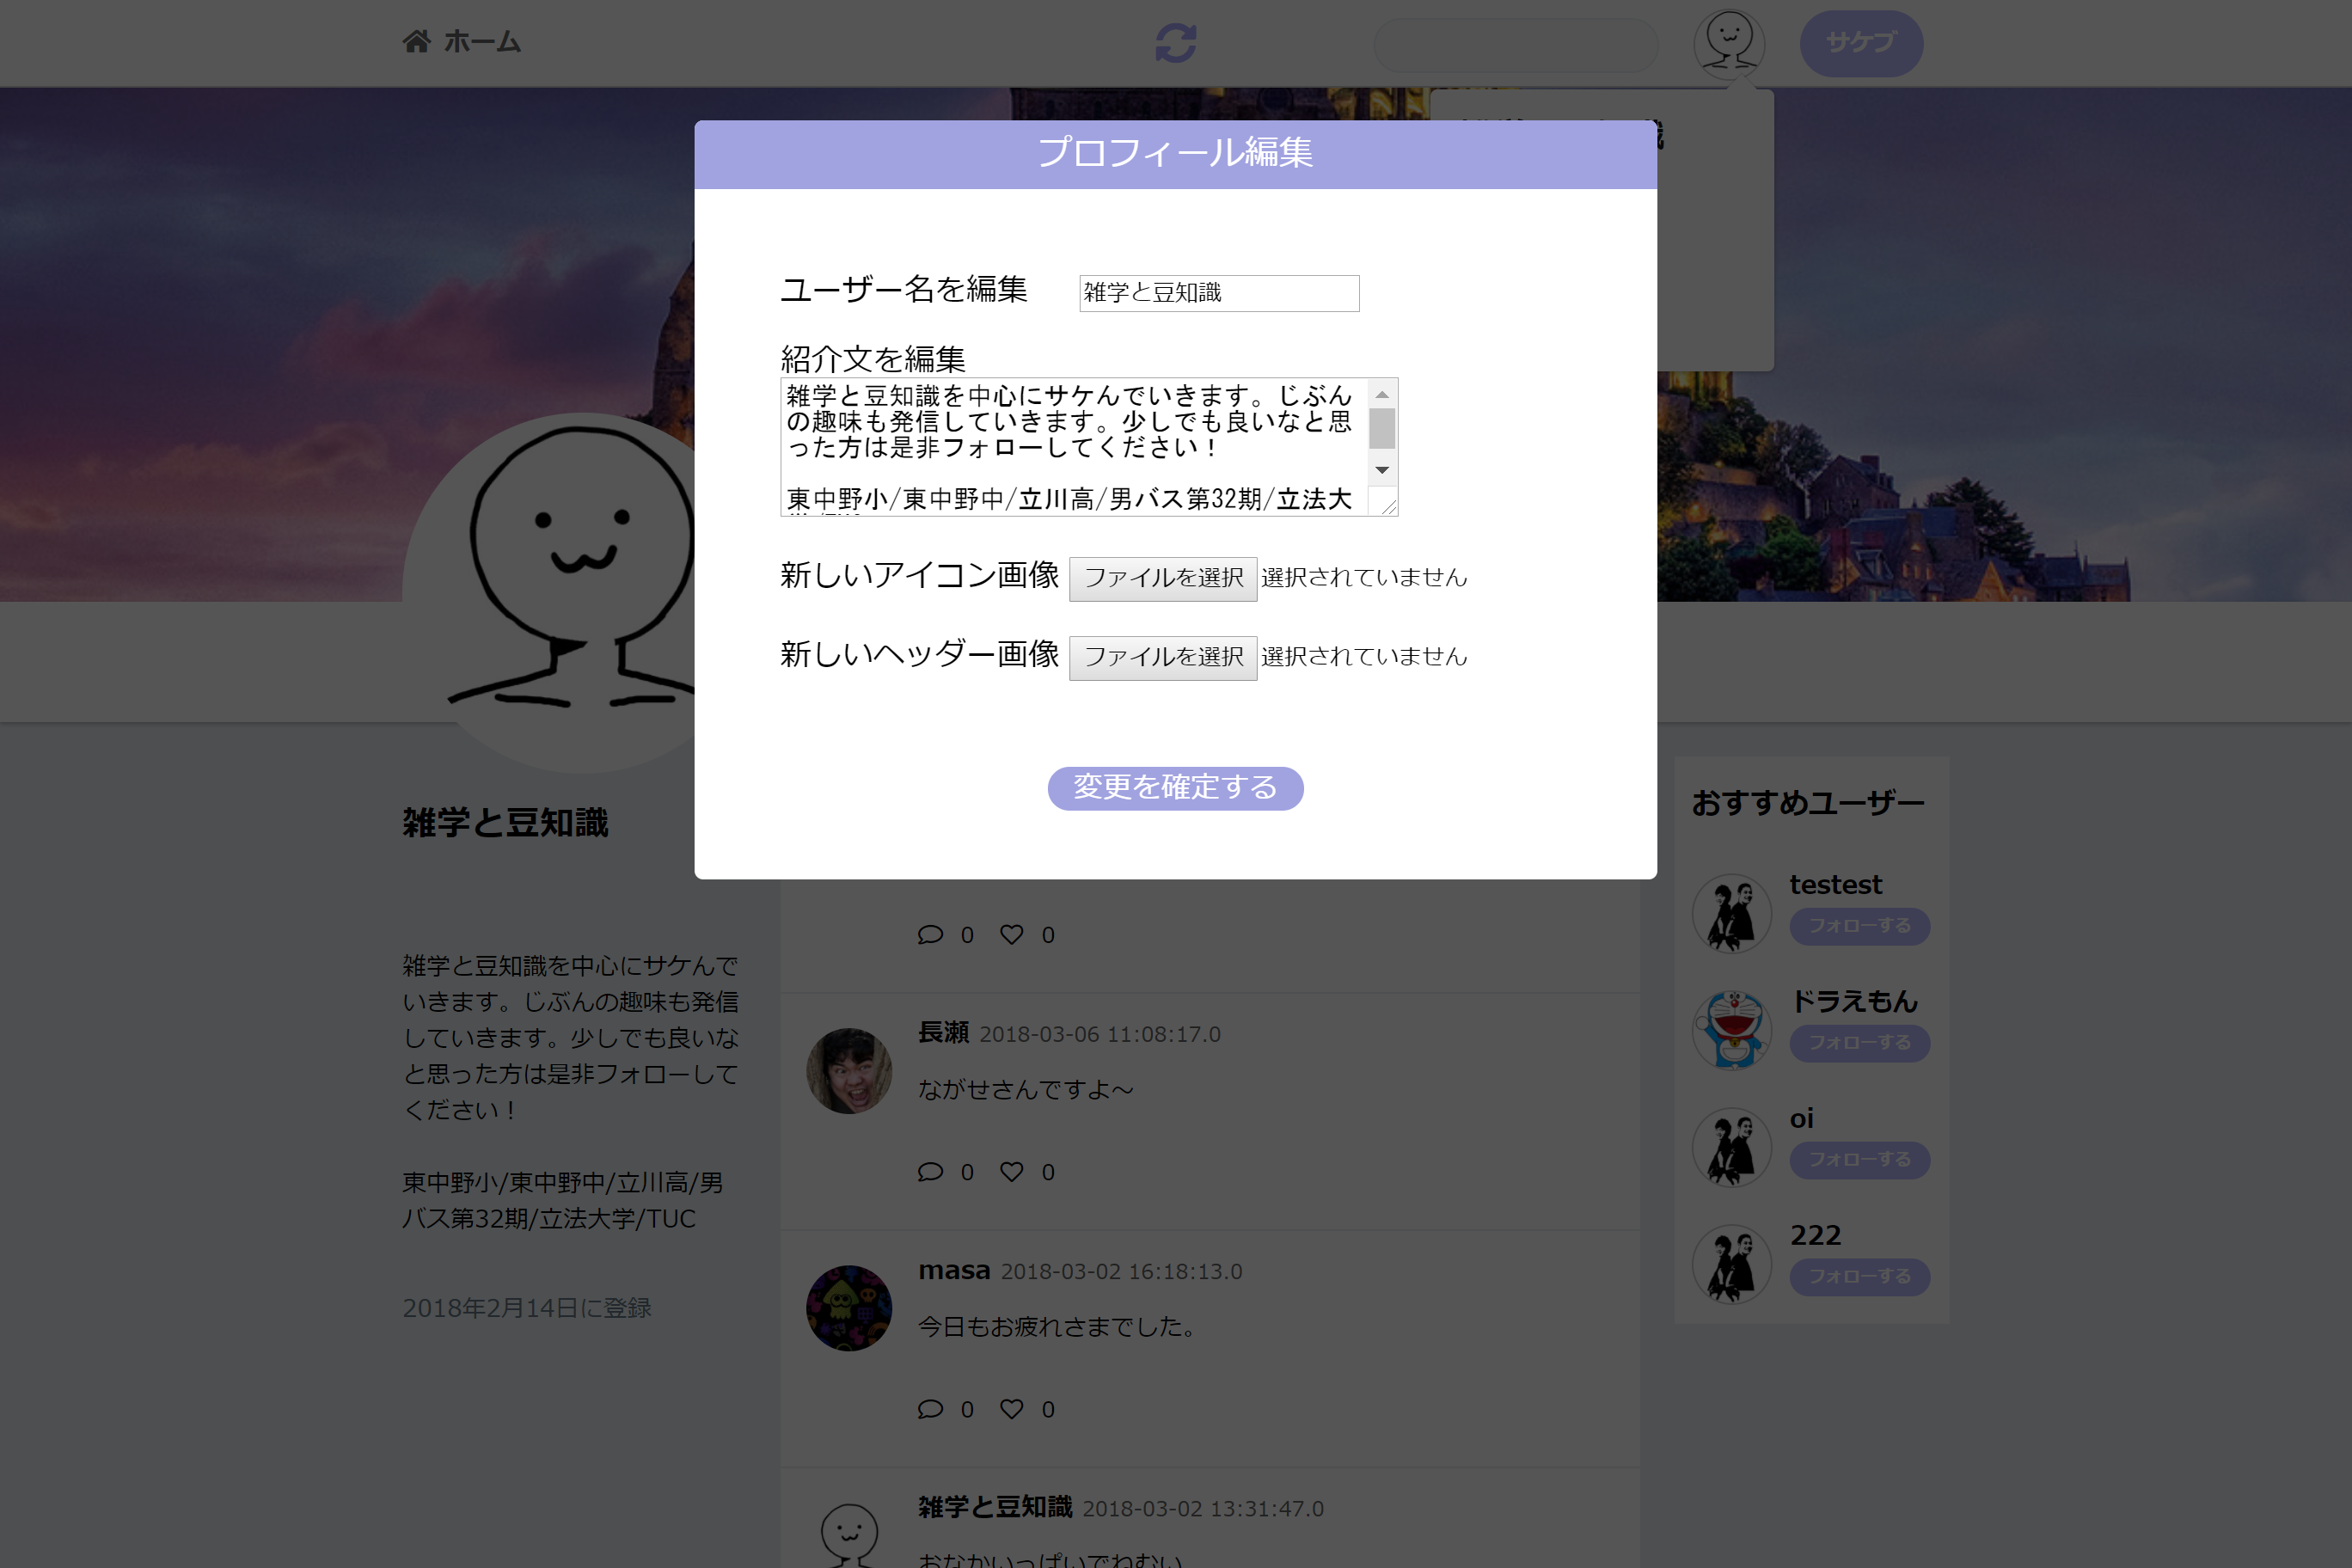 ホーム
サケブ
プロフィール編集
ユーザー名を編集
雑学と豆知識
紹介文を編集
雑学と豆知識を中心にサケんでいきます。じぶん
の趣味も発信していきます。少しでも良いなと思
った方は是非フォローしてください！
東中野小/東中野中/立川高/男バス第32期/立法大
新しいアイコン画像 ファイルを選択 選択されていません
新しいヘッダー画像 ファイルを選択 選択されていません
変更を確定する
雑学と豆知識
雑学と豆知識を中心にサケんで
いきます。じぶんの趣味も発信
していきます。少しでも良いな
と思った方は是非フォローして
ください！
東中野小/東中野中/立川高/男
バス第32期/立法大学/TUC
2018年2月14日に登録
0 0
長瀬 2018-03-06 11:08:17.0
ながせさんですよ～
0 0
masa 2018-03-02 16:18:13.0
今日もお疲れさまでした。
0 0
雑学と豆知識 2018-03-02 13:31:47.0
おなかいっぱいでねむい
おすすめユーザー
testest
フォローする
ドラえもん
フォローする
oi
フォローする
222
フォローする